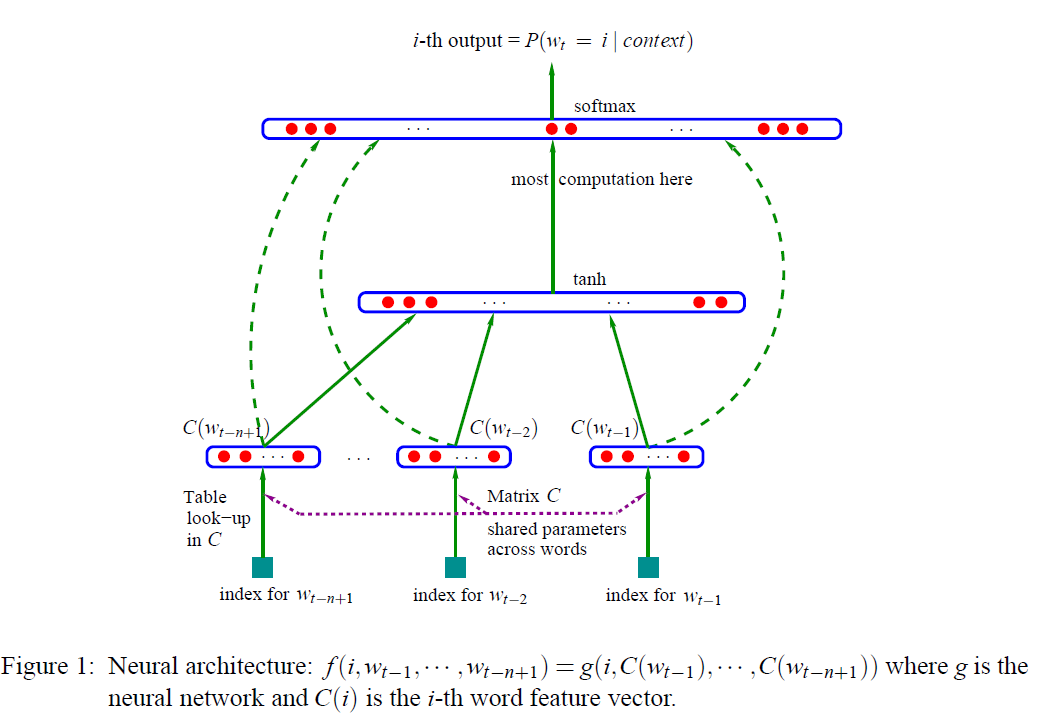 i-th output = P(w_t = i | context)
softmax
· · ·
· · ·
most computation here
tanh
· · ·
· · ·
C(w_{t−n+1})
C(w_{t−2})
C(w_{t−1})
· · ·
· · ·
· · ·
· · ·
Table
look−up
in C
Matrix C
shared parameters
across words
index for w_{t−n+1}
index for w_{t−2}
index for w_{t−1}
Figure 1: Neural architecture: f(i,w_{t−1},··· ,w_{t−n+1}) = g(i,C(w_{t−1}),··· ,C(w_{t−n+1})) where g is the
neural network and C(i) is the i-th word feature vector.